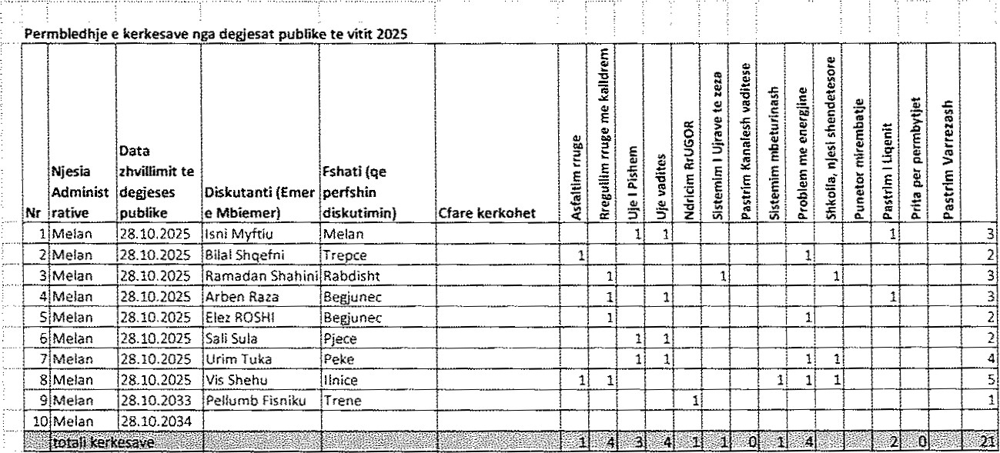 Permbledhje e kerkesave nga degjesat publike te vitit 2025
Nr Njesia Administrative Data zhvillimit te degjeses publike Diskutanti (Emer e Mbiemer) Fshati (qe perfshin diskutimin) Cfare kerkohet Asfaltim rruge Rregullim rruge me kalldrem Uje I Pishem Uje vadites Ndricim RrUGOR Sistemim I Ujrave te zeza Pastrim Kanalesh vaditese Sistemim mbeturinash Problem me energjine Shkolla, njesi shendetesore Punetor mirembatje Pastrim I Liqenit Prita per permbytjet Pastrim Varrezash
1 Melan 28.10.2025 Isni Myftiu Melan 1 1 1 3
2 Melan 28.10.2025 Bilal Shqefni Trepce 1 1 2
3 Melan 28.10.2025 Ramadan Shahini Rabdisht 1 1 1 3
4 Melan 28.10.2025 Arben Raza Begjunec 1 1 1 3
5 Melan 28.10.2025 Elez ROSHI Begjunec 1 1 2
6 Melan 28.10.2025 Sali Sula Pjece 1 1 2
7 Melan 28.10.2025 Urim Tuka Peke 1 1 1 1 4
8 Melan 28.10.2025 Vis Shehu Ilnice 1 1 1 1 1 5
9 Melan 28.10.2033 Pellumb Fisniku Trene 1 1
10 Melan 28.10.2034
totali kerkesave 1 4 3 4 1 1 0 1 4 2 0 21